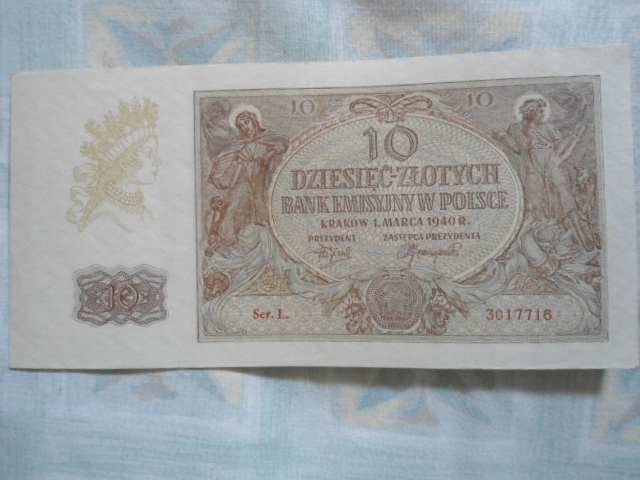 10 10
10
DZIESIĘĆ·ZŁOTYCH
BANK EMISYJNY W POLSCE
KRAKÓW 1. MARCA 1940 R.
PREZYDENT ZASTĘPCA PREZYDENTA
10
Ser. L. 3017716